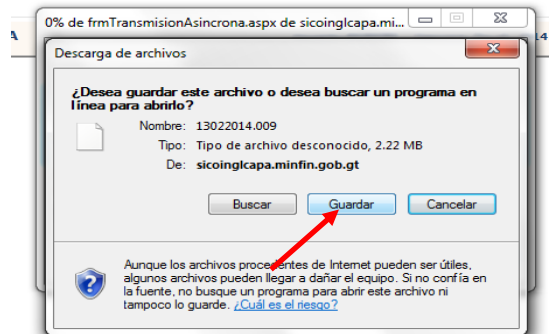 0% de frmTransmisionAsincrona.aspx de sicoinglcapa.mi...
A
14
Descarga de archivos
¿Desea guardar este archivo o desea buscar un programa en
línea para abrirlo?
Nombre: 13022014.009
Tipo: Tipo de archivo desconocido, 2.22 MB
De: sicoinglcapa.minfin.gob.gt
Buscar Guardar Cancelar
Aunque los archivos procedentes de Internet pueden ser útiles,
algunos archivos pueden llegar a dañar el equipo. Si no confía en
la fuente, no busque un programa para abrir este archivo ni
tampoco lo guarde. ¿Cuál es el riesgo?